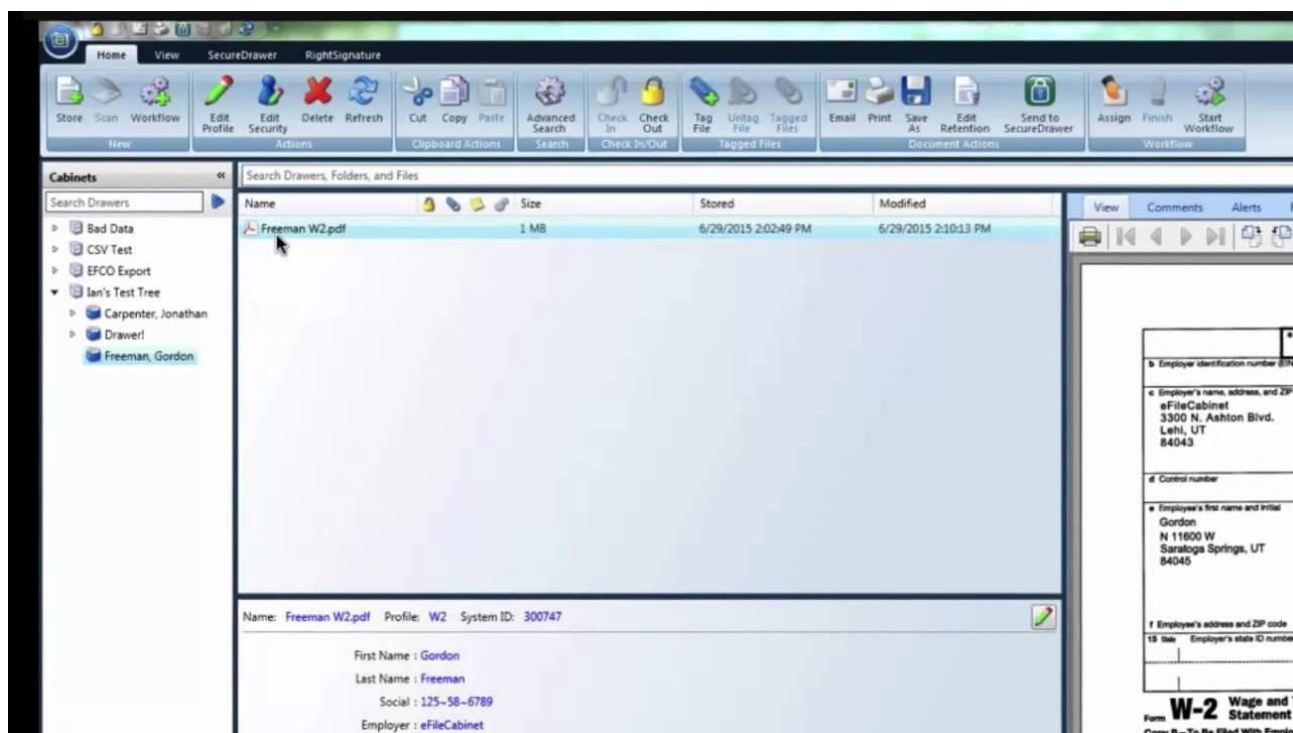 Home View SecureDrawer RightSignature
Store Scan Workflow Edit Profile Edit Security Delete Refresh Cut Copy Paste Advanced Search Check In Check Out Tag File Untag File Tagged Files Email Print Save As Edit Retention Send to SecureDrawer Assign Finish Start Workflow
New Actions Clipboard Actions Search Check In/Out Tagged Files Document Actions Workflow
Cabinets
Search Drawers
Bad Data
CSV Test
EFCO Export
Ian's Test Tree
Carpenter, Jonathan
Drawer!
Freeman, Gordon
Search Drawers, Folders, and Files
Name Size Stored Modified
Freeman W2.pdf 1 MB 6/29/2015 2:02:49 PM 6/29/2015 2:10:13 PM
Name: Freeman W2.pdf Profile: W2 System ID: 300747
First Name : Gordon
Last Name : Freeman
Social : 125-58-6789
Employer : eFileCabinet
View Comments Alerts
b Employer identification number
c Employer's name, address, and ZIP
eFileCabinet
3300 N. Ashton Blvd.
Lehi, UT
84043
d Control number
e Employee's first name and initial
Gordon
N 11600 W
Saratoga Springs, UT
84045
f Employee's address and ZIP code
15 State Employer's state ID number
Form W-2 Wage and
Statement
Copy B—To Be Filed With